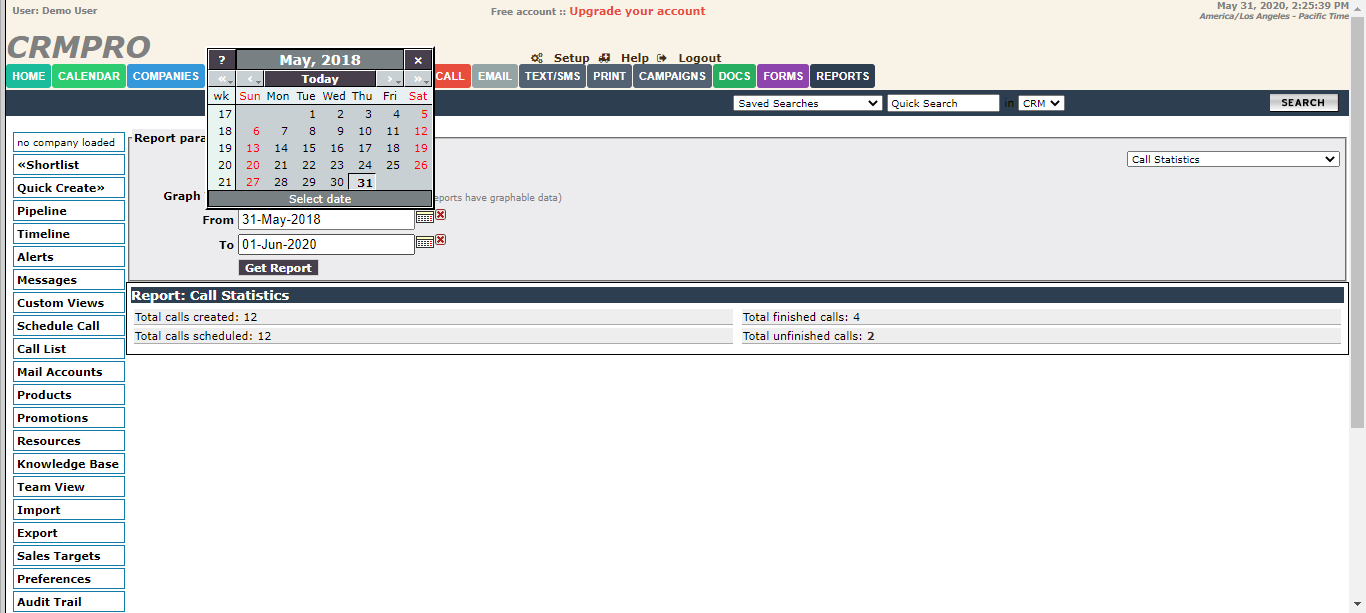 User: Demo User
Free account :: Upgrade your account
May 31, 2020, 2:25:39 PM
America/Los Angeles - Pacific Time
CRMPRO
Setup Help Logout
HOME CALENDAR COMPANIES CALL EMAIL TEXT/SMS PRINT CAMPAIGNS DOCS FORMS REPORTS
Saved Searches Quick Search in CRM SEARCH
? May, 2018 ×
« ‹ Today › »
wk Sun Mon Tue Wed Thu Fri Sat
17 1 2 3 4 5
18 6 7 8 9 10 11 12
19 13 14 15 16 17 18 19
20 20 21 22 23 24 25 26
21 27 28 29 30 31
Select date
no company loaded
«Shortlist
Quick Create»
Pipeline
Timeline
Alerts
Messages
Custom Views
Schedule Call
Call List
Mail Accounts
Products
Promotions
Resources
Knowledge Base
Team View
Import
Export
Sales Targets
Preferences
Audit Trail
Report para
Call Statistics
Graph
eports have graphable data)
From 31-May-2018
To 01-Jun-2020
Get Report
Report: Call Statistics
Total calls created: 12 Total finished calls: 4
Total calls scheduled: 12 Total unfinished calls: 2